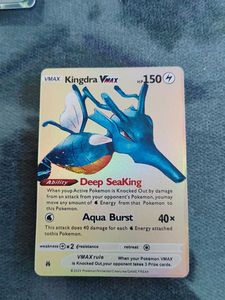 VMAX Kingdra VMAX HP150
Ability Deep SeaKing
When your Active Pokemon is Knocked Out by damage
from an attack from your opponent's Pokemon, you may
move any amount of Energy from that Pokemon to
this Pokemon.
Aqua Burst 40×
This attack does 40 damage for each Energy attached
to this Pokemon.
weakness ×2 resistance retreat
VMAX rule When your Pokemon VMAX
is Knocked Out, your opponent takes 3 Prize cards.